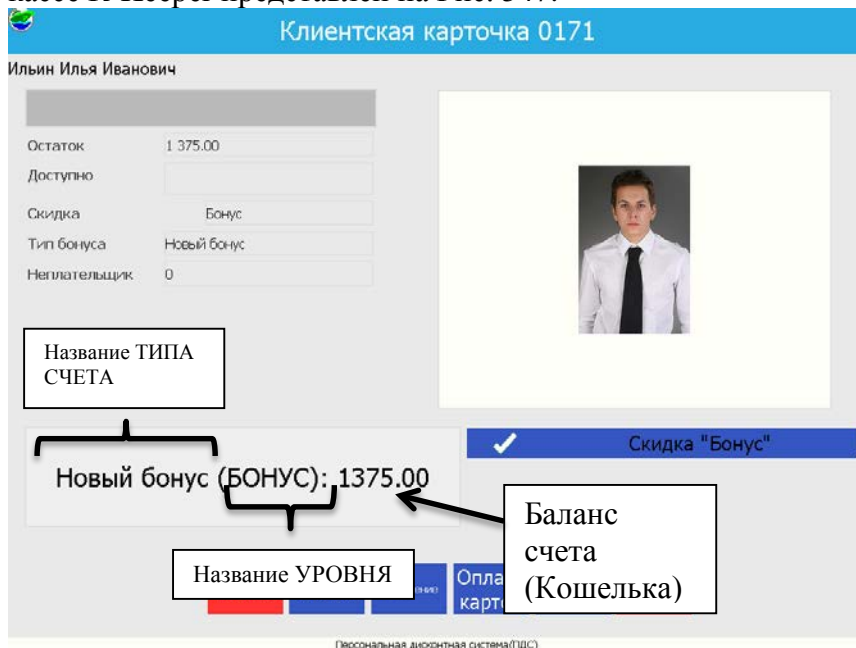 Клиентская карточка 0171
Ильин Илья Иванович
Остаток 1 375.00
Доступно
Скидка Бонус
Тип бонуса Новый бонус
Неплательщик 0
Название ТИПА
СЧЕТА
Скидка "Бонус"
Новый бонус (БОНУС): 1375.00
Баланс
счета
(Кошелька)
Название УРОВНЯ
Персональная дисконтная система(ПДС)